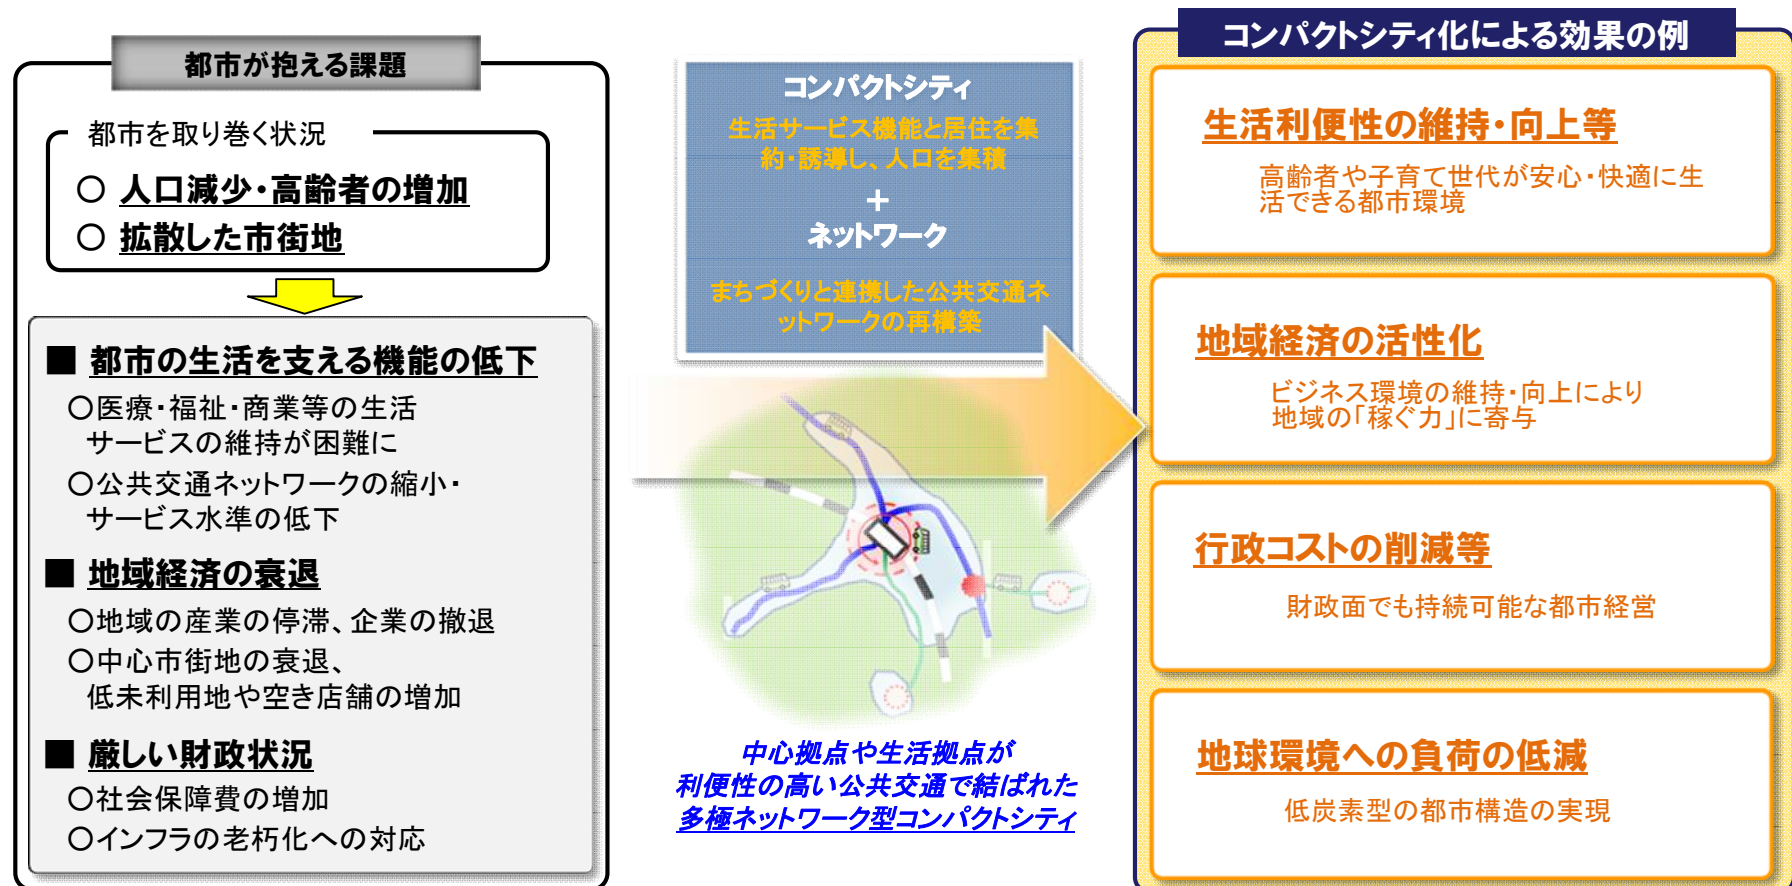 都市が抱える課題
都市を取り巻く状況
○ 人口減少・高齢者の増加
○ 拡散した市街地
■ 都市の生活を支える機能の低下
○医療・福祉・商業等の生活
サービスの維持が困難に
○公共交通ネットワークの縮小・
サービス水準の低下
■ 地域経済の衰退
○地域の産業の停滞、企業の撤退
○中心市街地の衰退、
低未利用地や空き店舗の増加
■ 厳しい財政状況
○社会保障費の増加
○インフラの老朽化への対応
コンパクトシティ
生活サービス機能と居住を集
約・誘導し、人口を集積
+
ネットワーク
まちづくりと連携した公共交通ネ
ットワークの再構築
中心拠点や生活拠点が
利便性の高い公共交通で結ばれた
多極ネットワーク型コンパクトシティ
コンパクトシティ化による効果の例
生活利便性の維持・向上等
高齢者や子育て世代が安心・快適に生
活できる都市環境
地域経済の活性化
ビジネス環境の維持・向上により
地域の「稼ぐ力」に寄与
行政コストの削減等
財政面でも持続可能な都市経営
地球環境への負荷の低減
低炭素型の都市構造の実現